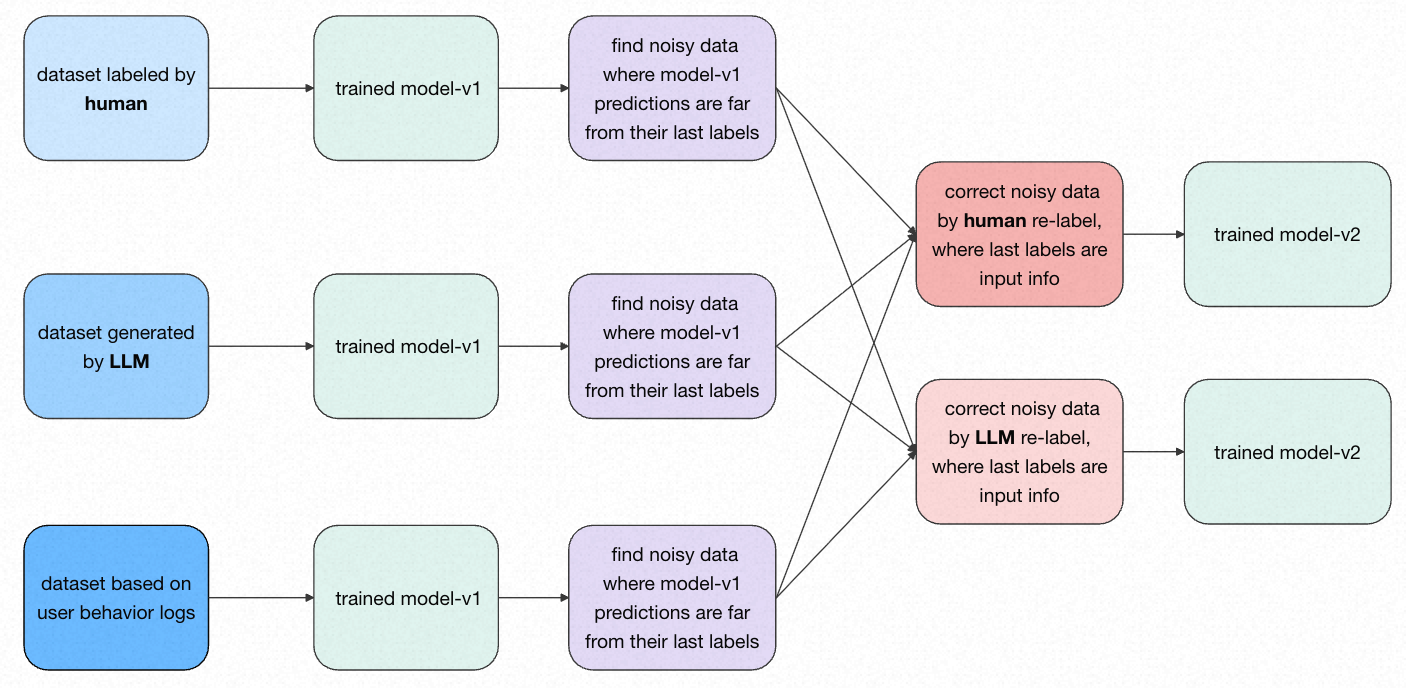 dataset labeled by
human
trained model-v1
find noisy data
where model-v1
predictions are far
from their last labels
correct noisy data
by human re-label,
where last labels are
input info
trained model-v2
dataset generated
by LLM
trained model-v1
find noisy data
where model-v1
predictions are far
from their last labels
correct noisy data
by LLM re-label,
where last labels are
input info
trained model-v2
dataset based on
user behavior logs
trained model-v1
find noisy data
where model-v1
predictions are far
from their last labels